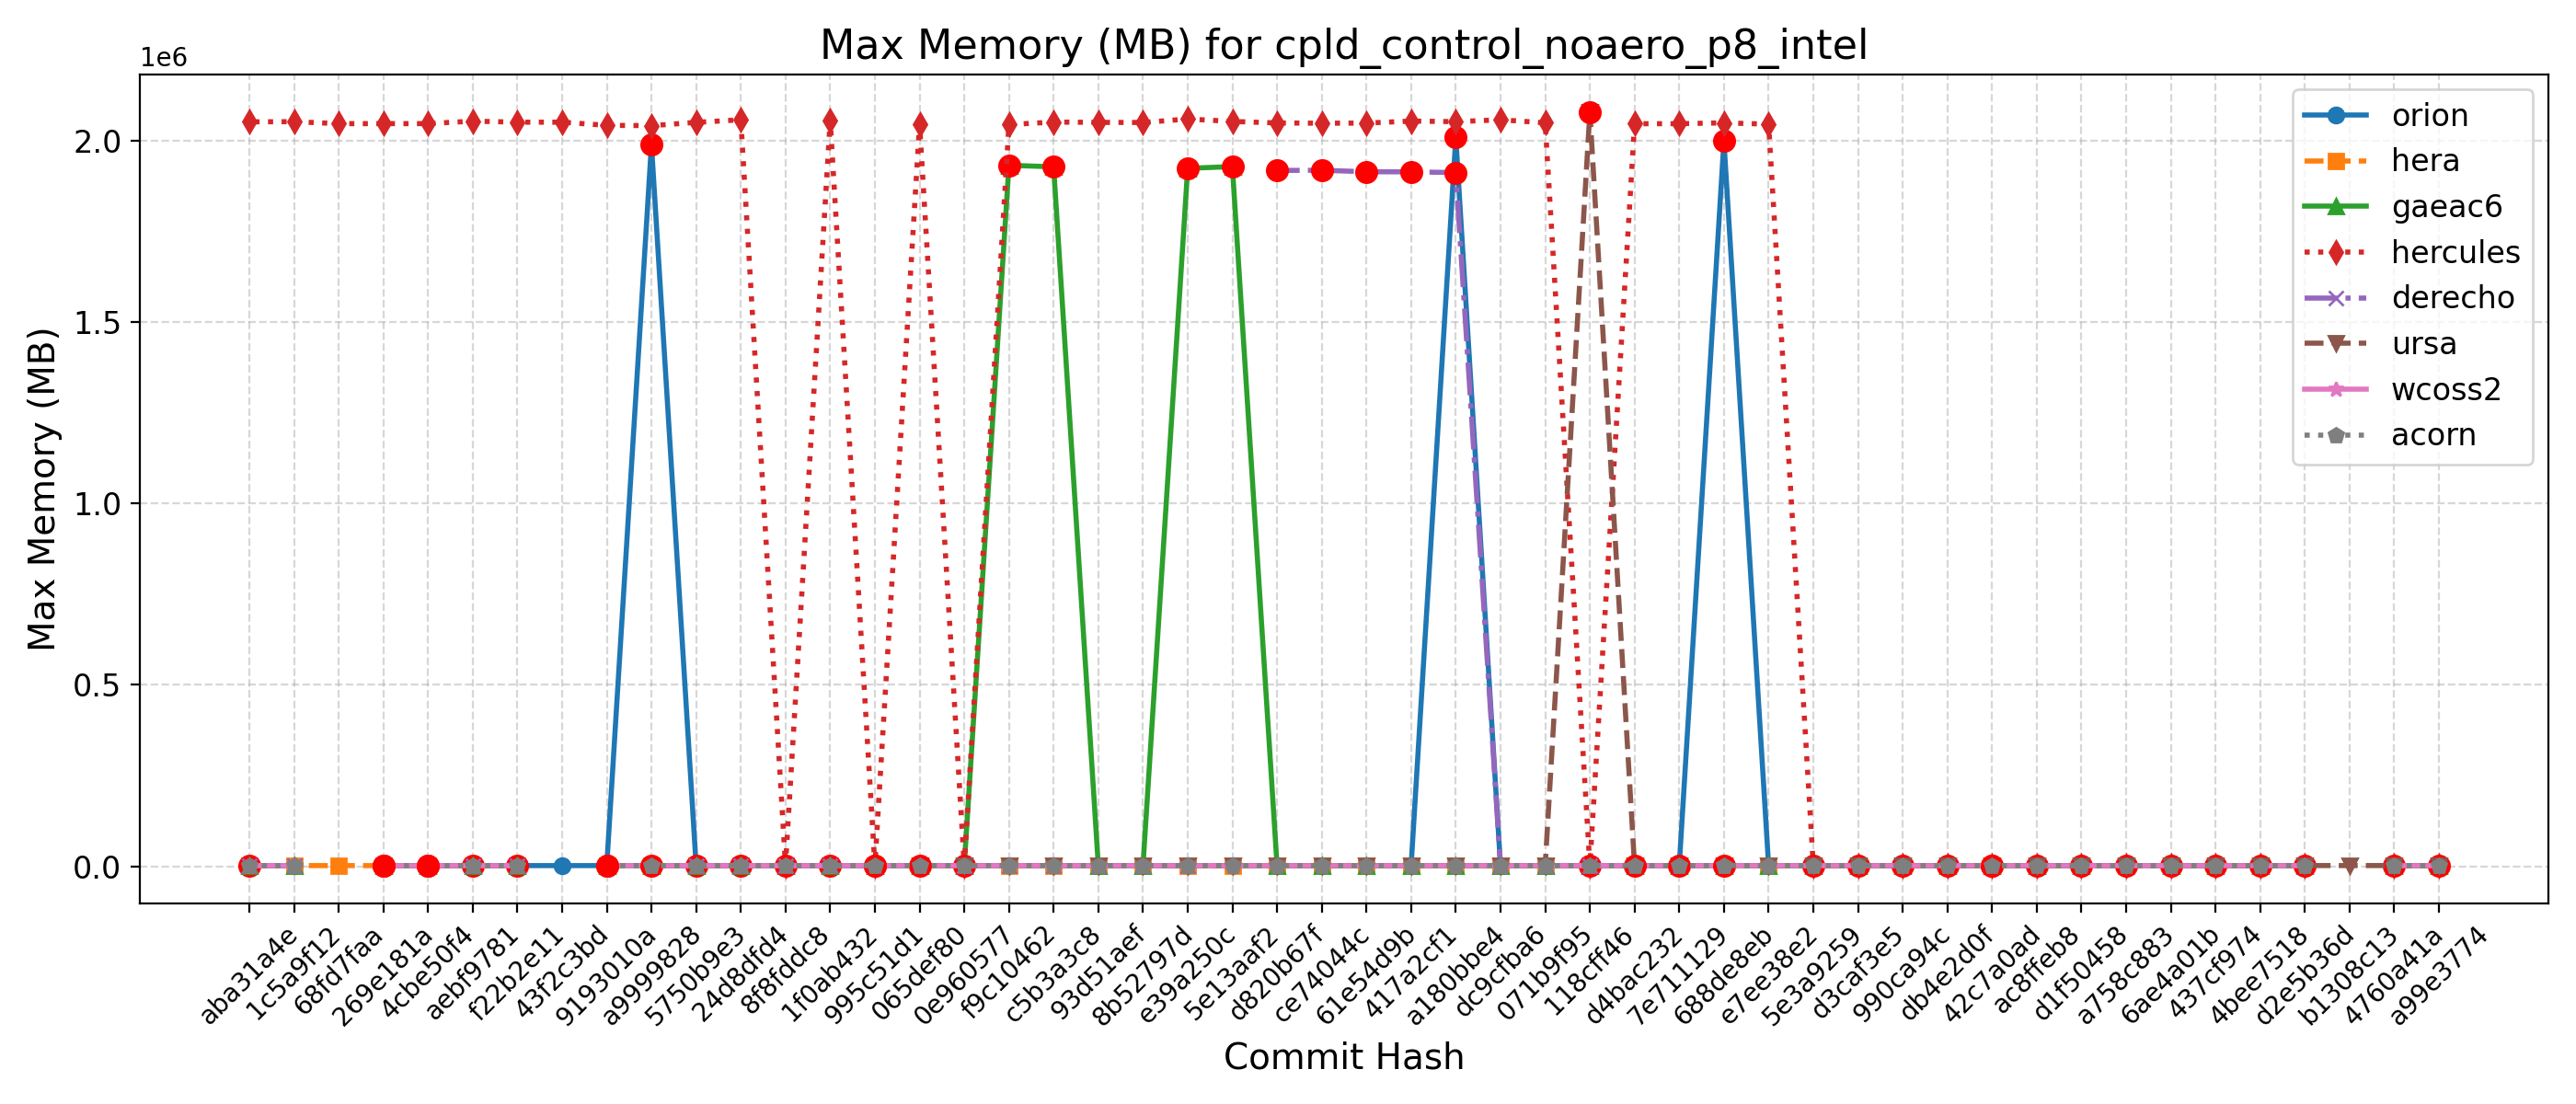 Max Memory (MB) for cpld_control_noaero_p8_intel
1e6
2.0
1.5
1.0
0.5
0.0
Max Memory (MB)
orion
hera
gaeac6
hercules
derecho
ursa
wcoss2
acorn
aba31a4e
1c5a9f12
68fd7faa
269e181a
4cbe50f4
aebf9781
f22b2e11
43f2c3bd
9193010a
a9999828
5750b9e3
24d8dfd4
8f8fddc8
1f0ab432
995c51d1
065def80
0e960577
f9c10462
c5b3a3c8
93d51aef
8b52797d
e39a250c
5e13aaf2
d820b67f
ce74044c
61e54d9b
417a2cf1
a180bbe4
dc9cfba6
071b9f95
118cff46
d4bac232
7e711129
688de8eb
e7ee38e2
5e3a9259
d3caf3e5
990ca94c
db4e2d0f
42c7a0ad
ac8ffeb8
d1f50458
a758c883
6ae4a01b
437cf974
4bee7518
d2e5b36d
b1308c13
4760a41a
a99e3774
Commit Hash